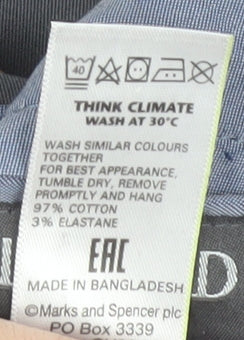 40
THINK CLIMATE
WASH AT 30°C
WASH SIMILAR COLOURS
TOGETHER
FOR BEST APPEARANCE,
TUMBLE DRY, REMOVE
PROMPTLY AND HANG
97% COTTON
3% ELASTANE
EAC
MADE IN BANGLADESH
©Marks and Spencer plc
PO Box 3339
D